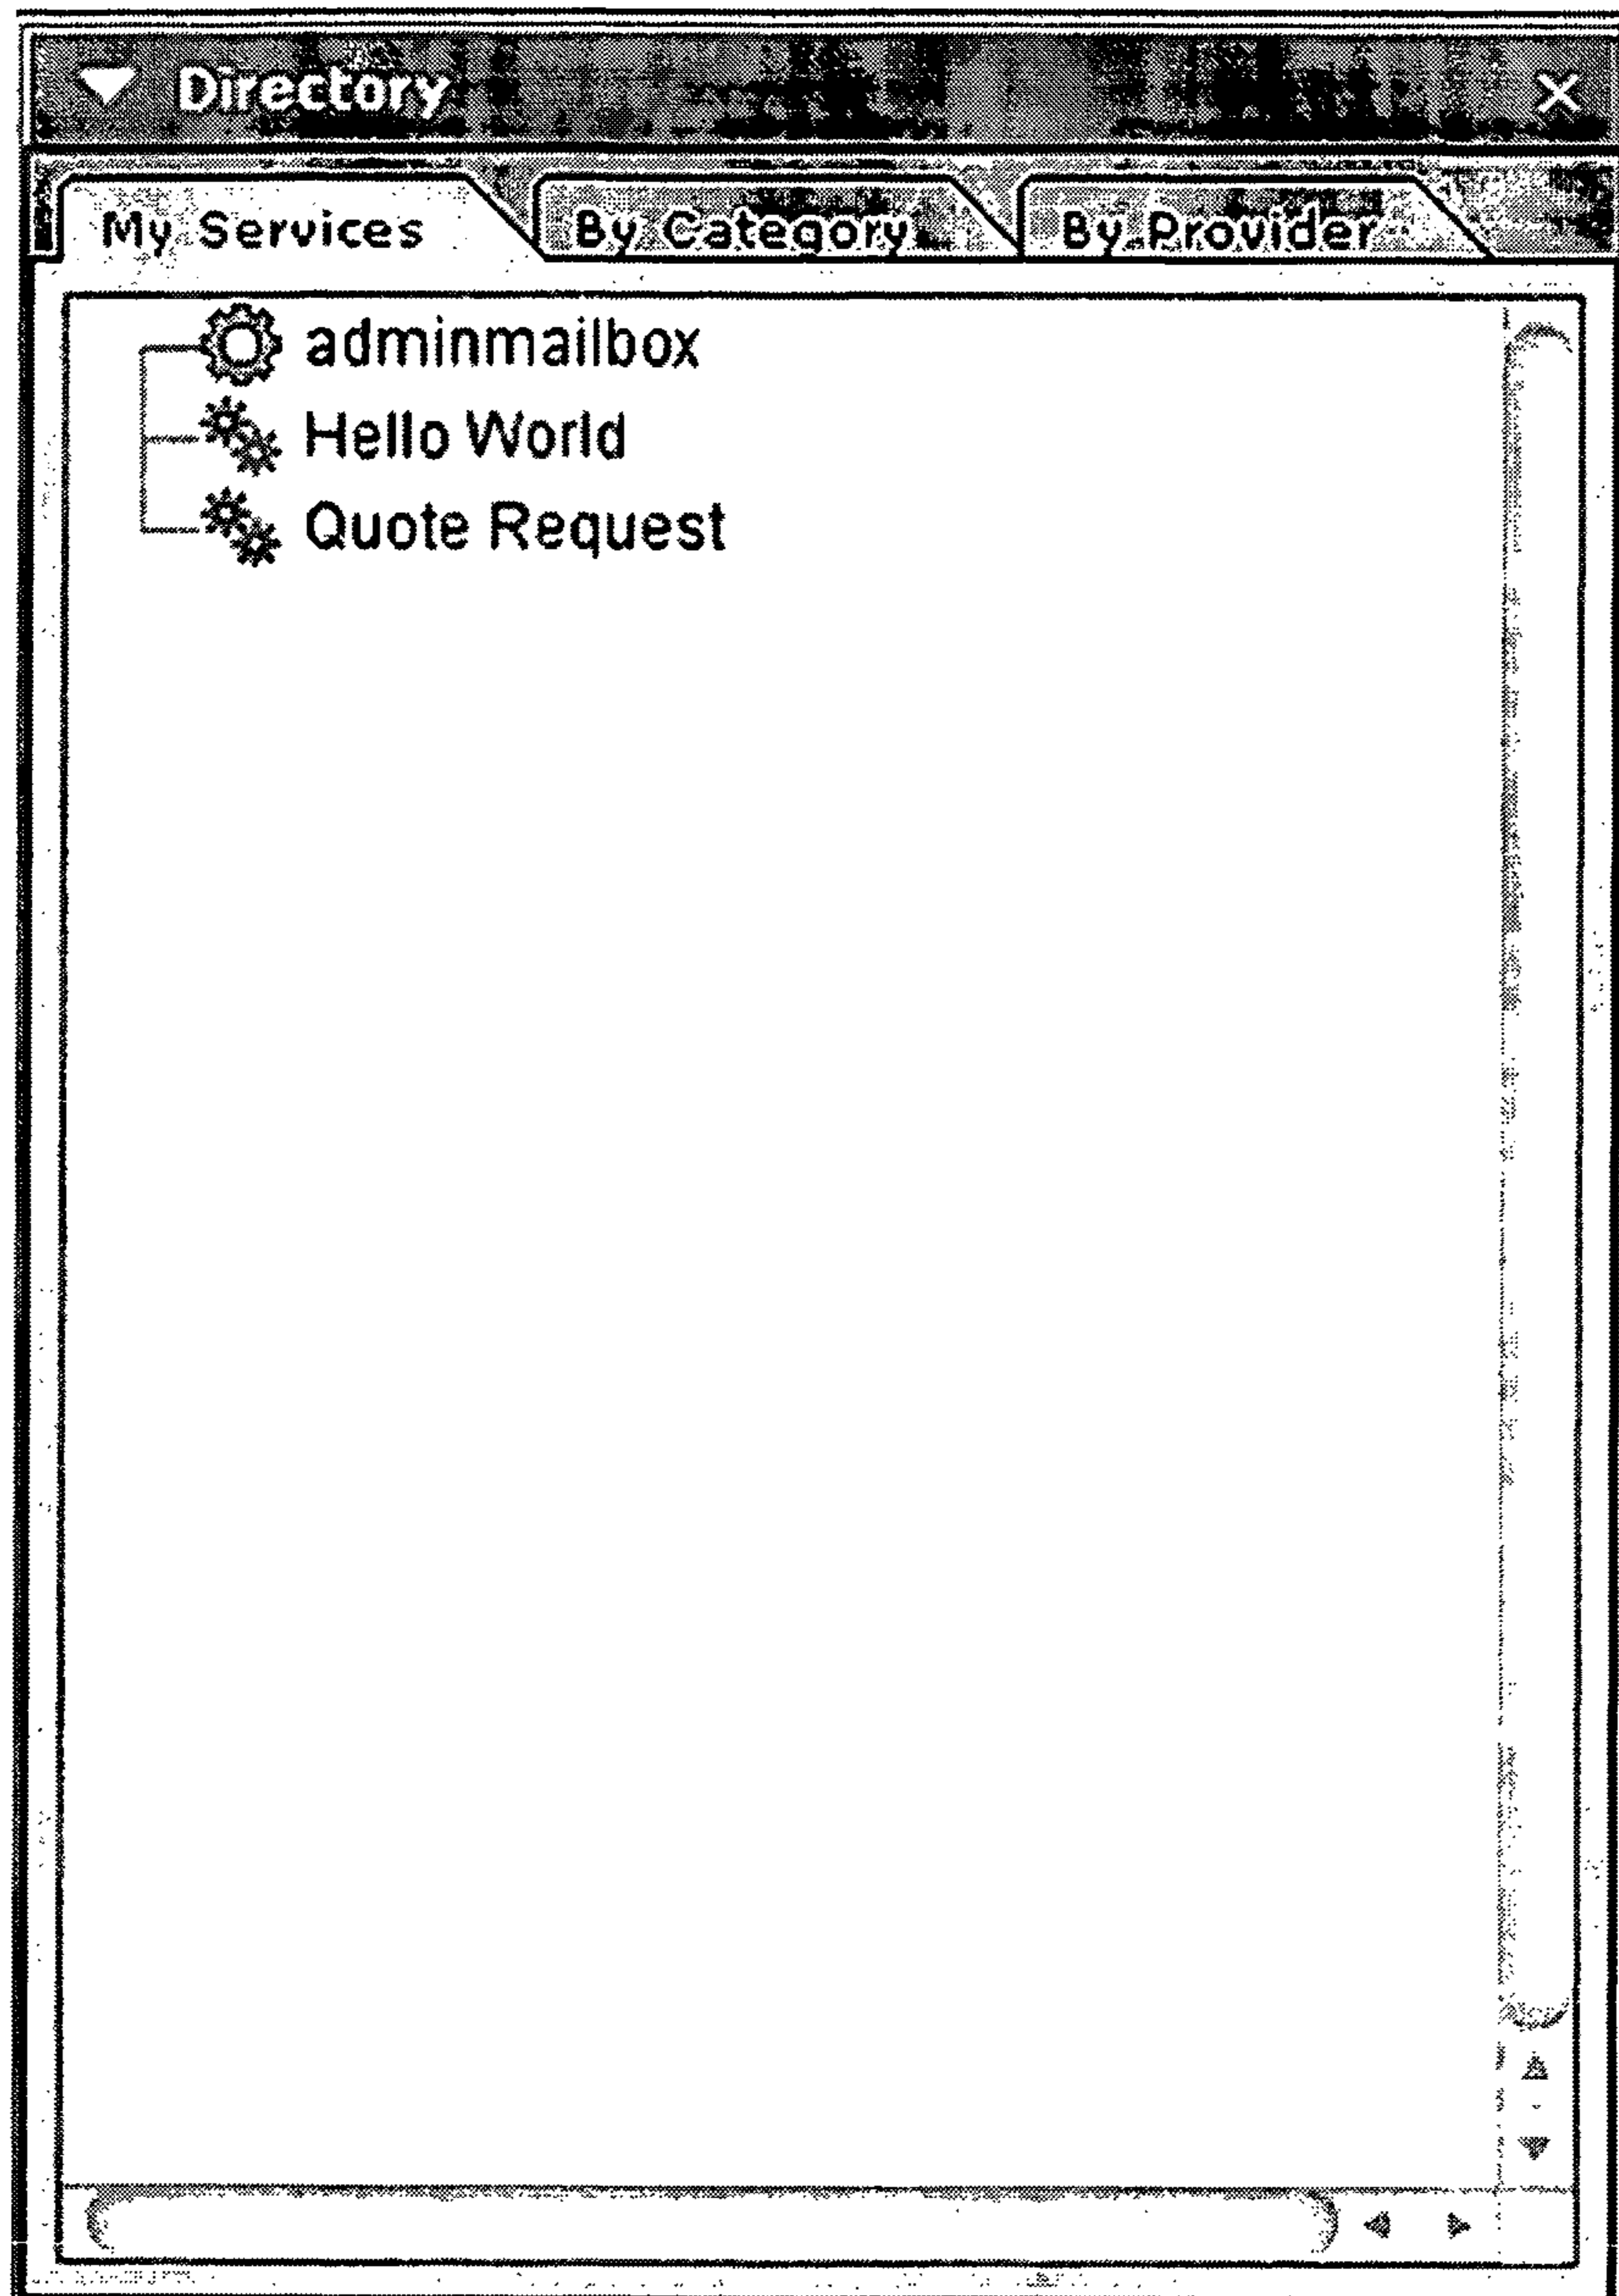 Directory
My Services By Category By Provider
adminmailbox
Hello World
Quote Request